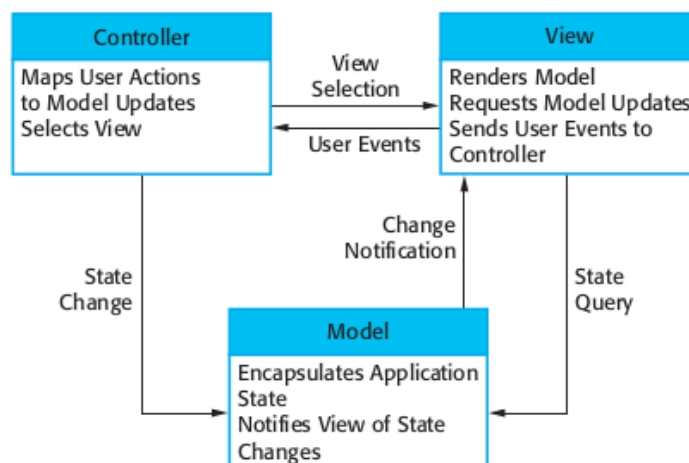 Controller
Maps User Actions
to Model Updates
Selects View
View
Selection
User Events
View
Renders Model
Requests Model Updates
Sends User Events to
Controller
State
Change
Change
Notification
State
Query
Model
Encapsulates Application
State
Notifies View of State
Changes